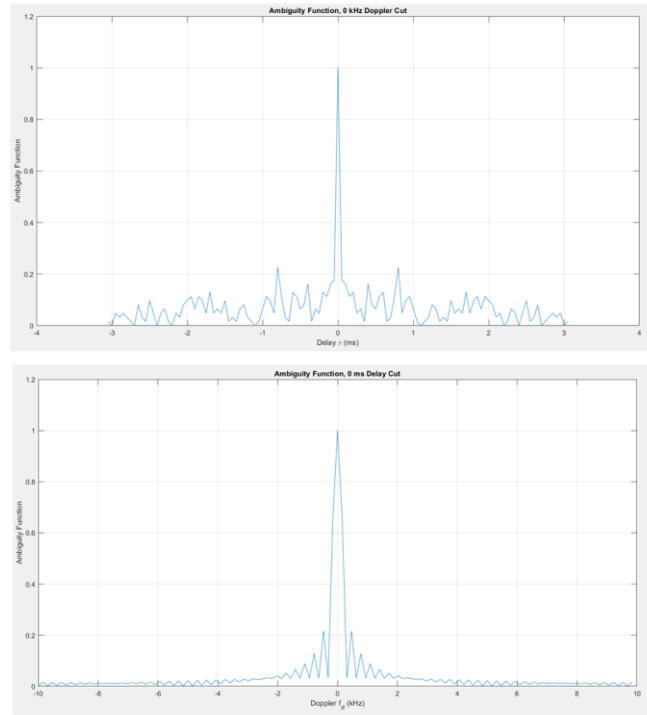 Ambiguity Function, 0 kHz Doppler Cut
1.2
1
0.8
0.6
0.4
0.2
0
Ambiguity Function
-4 -3 -2 -1 0 1 2 3 4
Delay τ (ms)
Ambiguity Function, 0 ms Delay Cut
1.2
1
0.8
0.6
0.4
0.2
0
Ambiguity Function
-10 -8 -6 -4 -2 0 2 4 6 8 10
Doppler f_d (kHz)